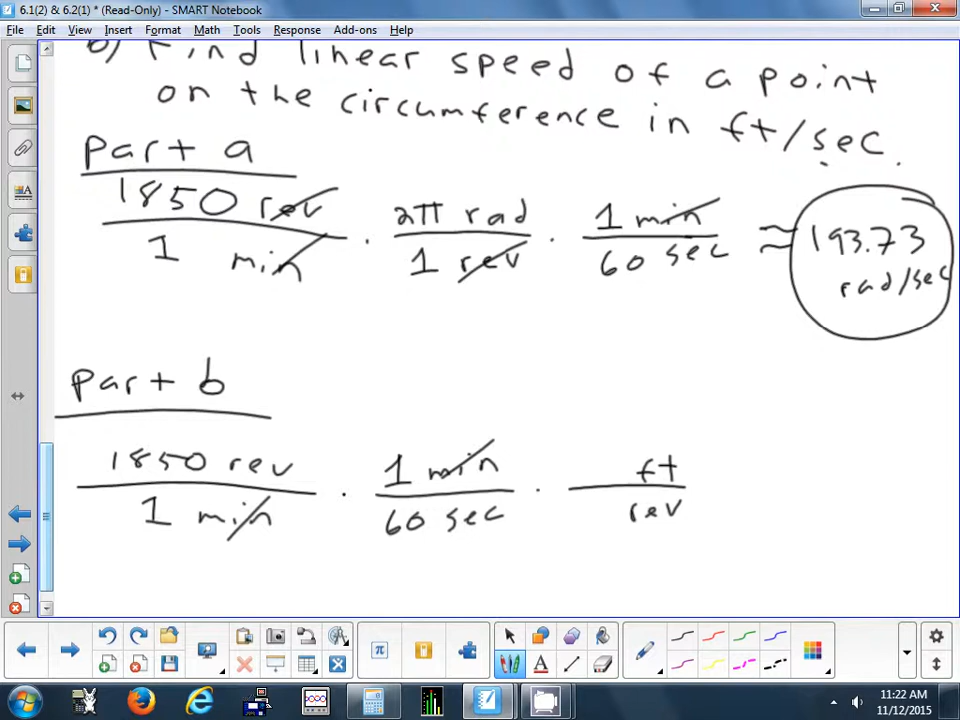 6.1(2) & 6.2(1) * (Read-Only) - SMART Notebook
File Edit View Insert Format Math Tools Response Add-ons Help
b) Find linear speed of a point
on the circumference in ft/sec.
Part a
1850 rev / 1 min · 2π rad / 1 rev · 1 min / 60 sec ≈ 193.73
rad/sec
part b
1850 rev / 1 min · 1 min / 60 sec · ft / rev
11:22 AM
11/12/2015